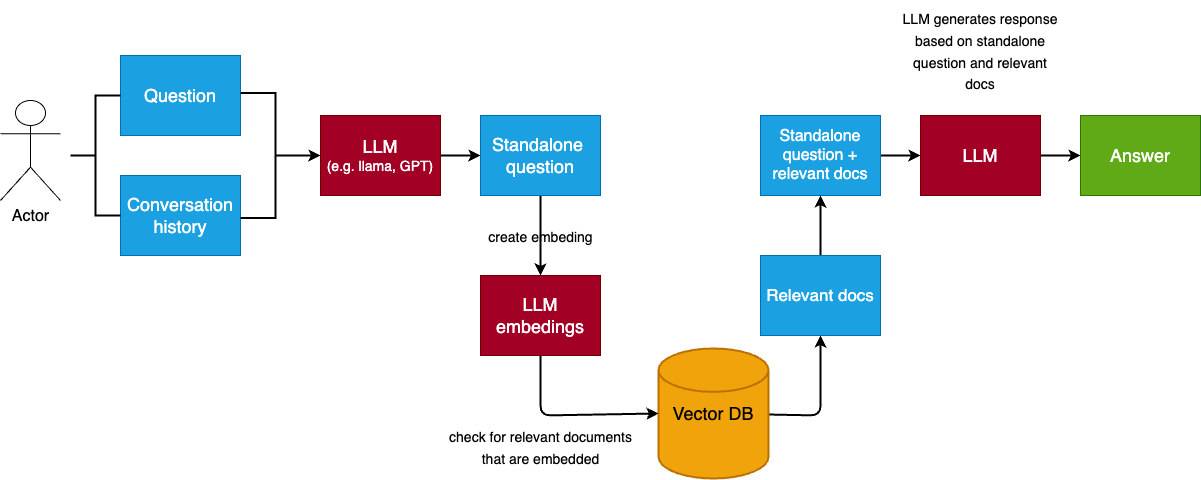 Actor
Question
Conversation
history
LLM
(e.g. llama, GPT)
Standalone
question
create embeding
LLM
embedings
check for relevant documents
that are embedded
Vector DB
Relevant docs
Standalone
question +
relevant docs
LLM generates response
based on standalone
question and relevant
docs
LLM
Answer